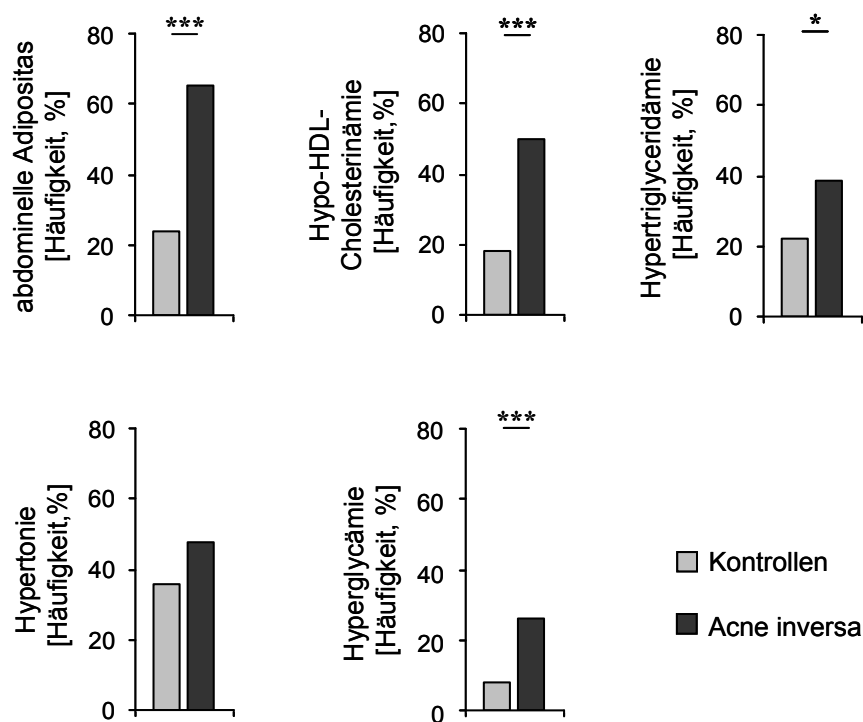 ***
80
60
40
20
0
abdominelle Adipositas
[Häufigkeit, %]
***
80
60
40
20
0
Hypo-HDL-
Cholesterinämie
[Häufigkeit,%]
*
80
60
40
20
0
Hypertriglyceridämie
[Häufigkeit, %]
80
60
40
20
0
Hypertonie
[Häufigkeit,%]
***
80
60
40
20
0
Hyperglycämie
[Häufigkeit, %]
Kontrollen
Acne inversa